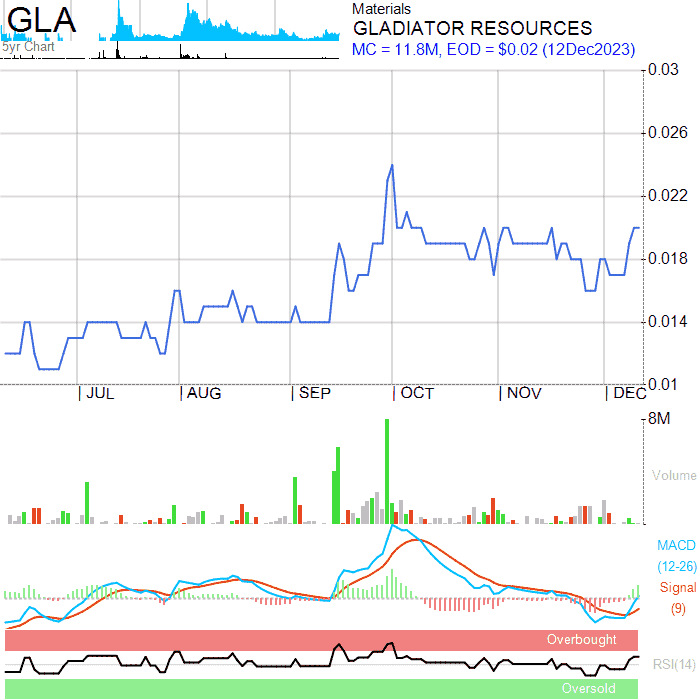 GLA
5yr Chart
Materials
GLADIATOR RESOURCES
MC = 11.8M, EOD = $0.02 (12Dec2023)
0.03
0.026
0.022
0.018
0.014
0.01
JUL
AUG
SEP
OCT
NOV
DEC
8M
Volume
MACD
(12-26)
Signal
(9)
Overbought
RSI(14)
Oversold